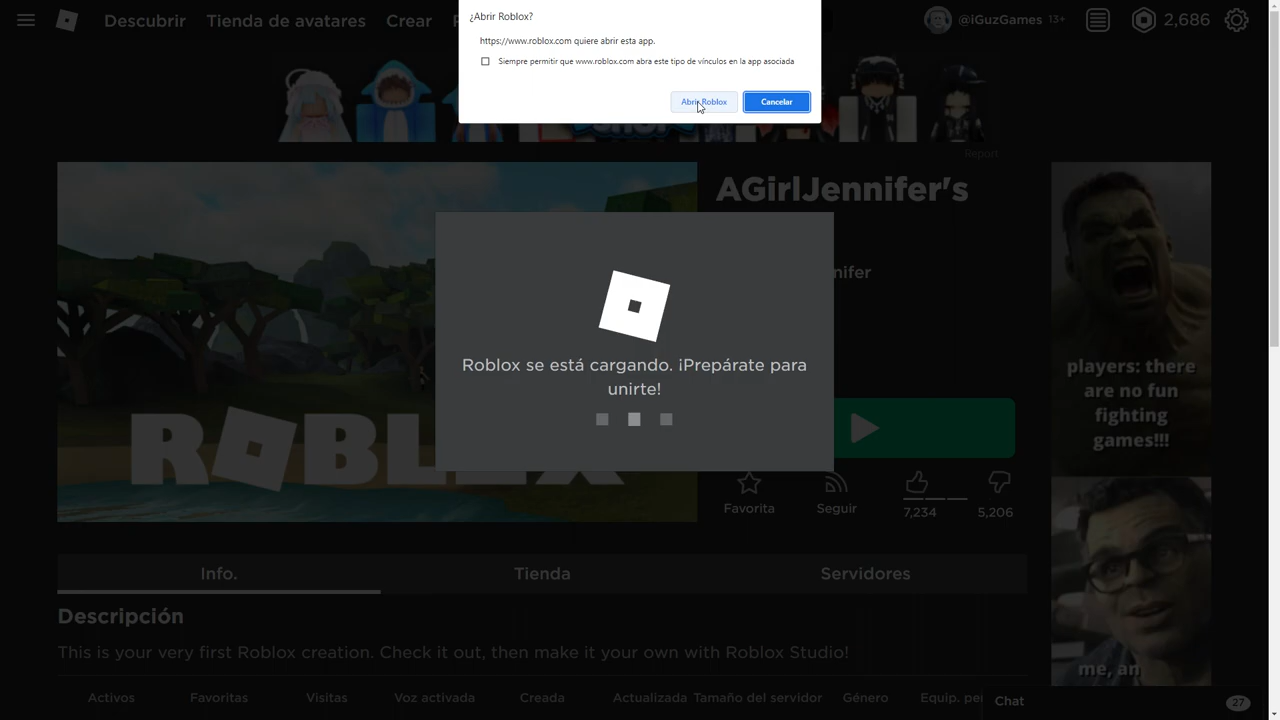 ¿Abrir Roblox?
https://www.roblox.com quiere abrir esta app.
Siempre permitir que www.roblox.com abra este tipo de vínculos en la app asociada
Abrir Roblox Cancelar
Descubrir Tienda de avatares Crear
@iGuzGames 13+ 2,686
Report
AGirlJennifer's
nifer
Roblox se está cargando. ¡Prepárate para
unirte!
ROBLOX
Favorita Seguir 7,234 5,206
players: there
are no fun
fighting
games!!!
me, an
Info. Tienda Servidores
Descripción
This is your very first Roblox creation. Check it out, then make it your own with Roblox Studio!
Activos Favoritas Visitas Voz activada Creada Actualizada Tamaño del servidor Género Equip. pe
Chat 27